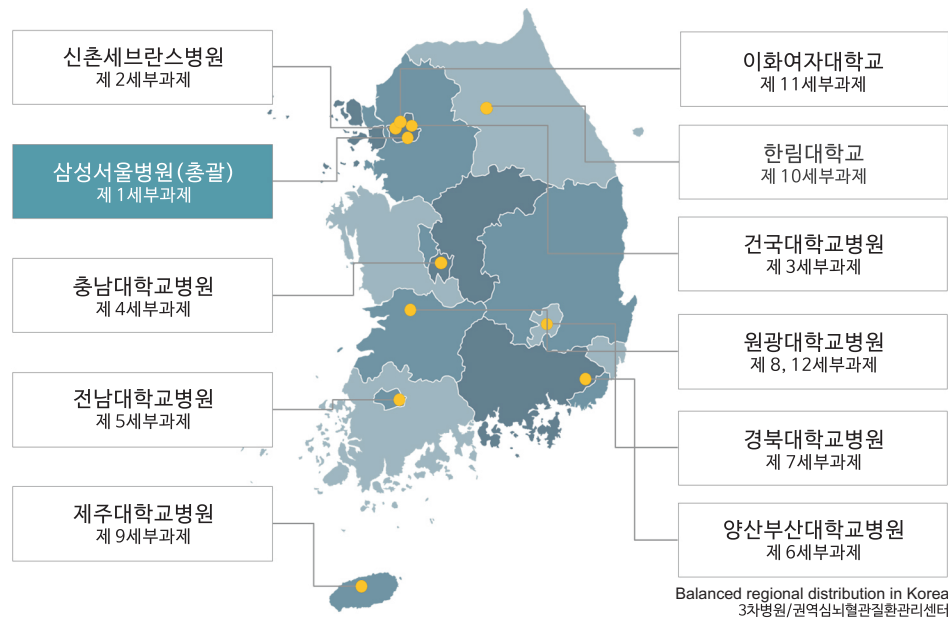 신촌세브란스병원
제 2세부과제
삼성서울병원(총괄)
제 1세부과제
충남대학교병원
제 4세부과제
전남대학교병원
제 5세부과제
제주대학교병원
제 9세부과제
이화여자대학교
제 11세부과제
한림대학교
제 10세부과제
건국대학교병원
제 3세부과제
원광대학교병원
제 8, 12세부과제
경북대학교병원
제 7세부과제
양산부산대학교병원
제 6세부과제
Balanced regional distribution in Korea
3차병원/권역심뇌혈관질환관리센터